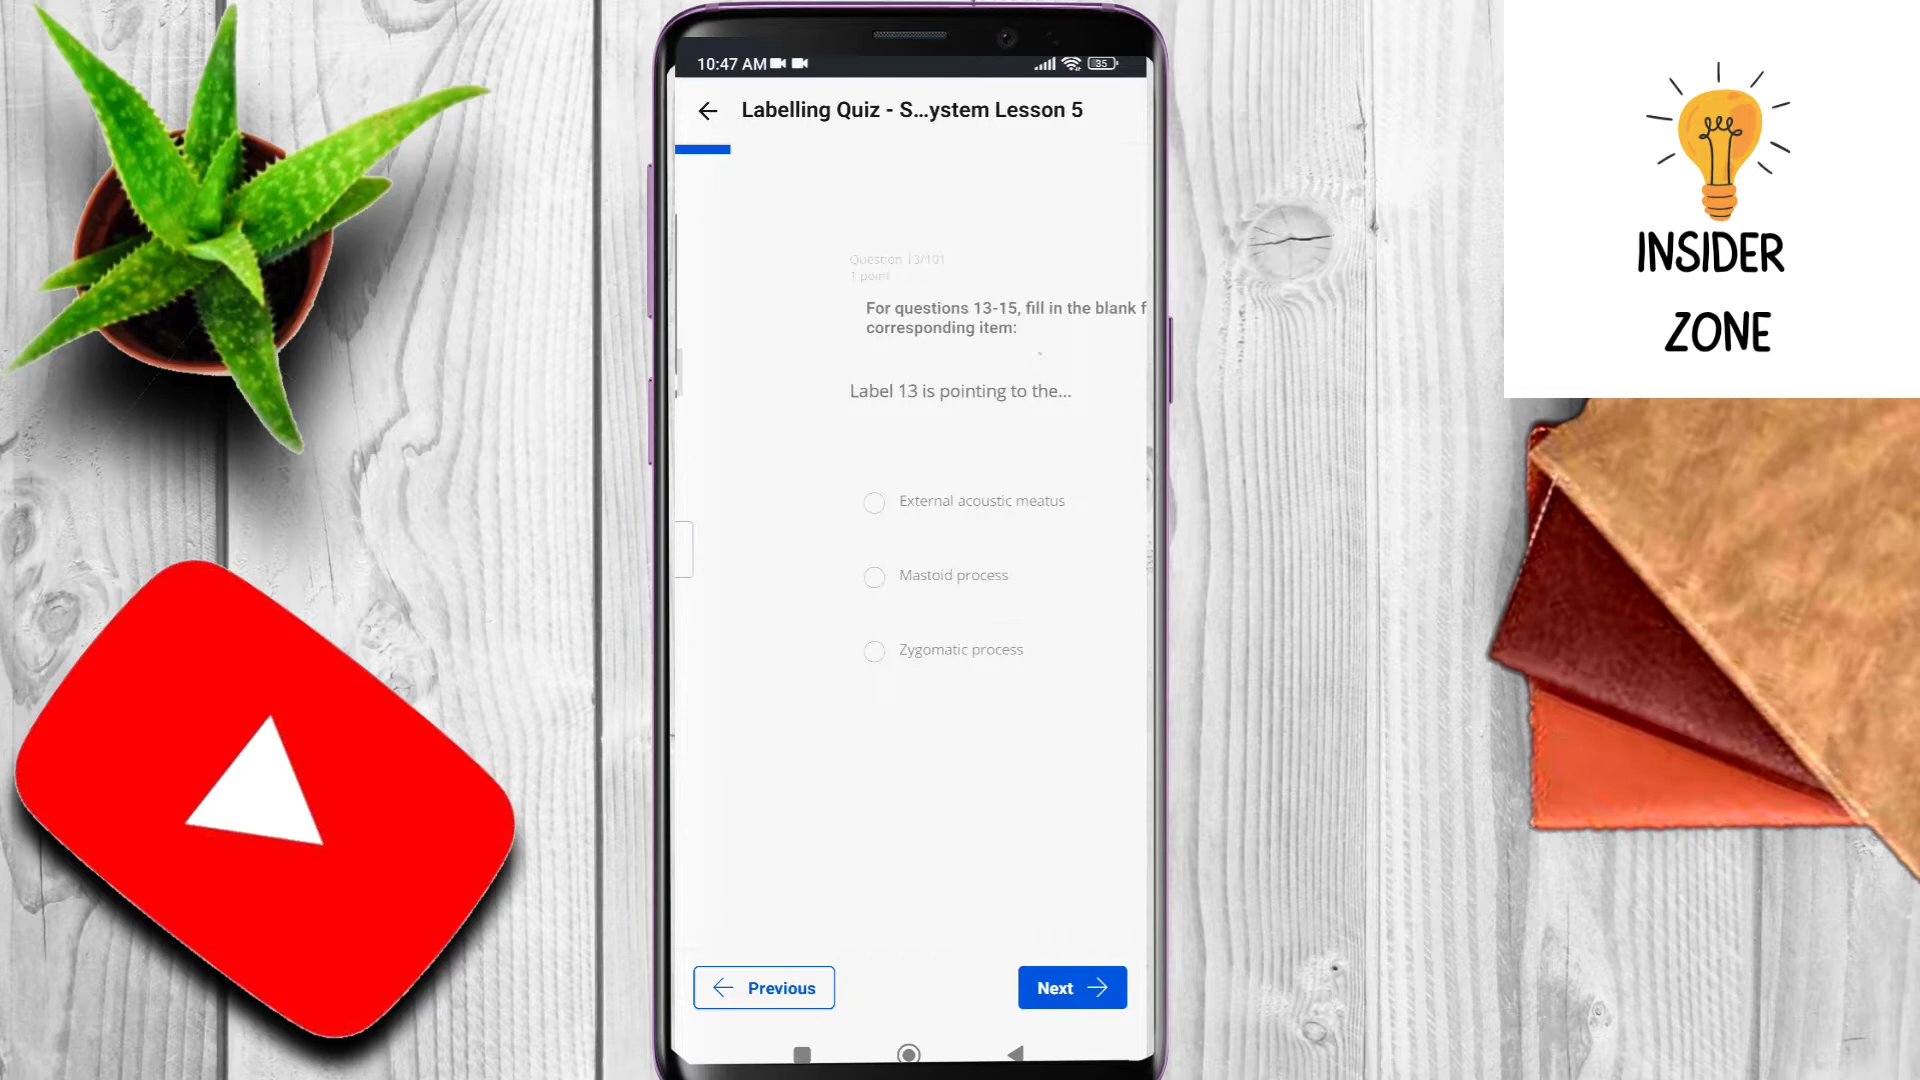 10:47 AM
35
Labelling Quiz - S...ystem Lesson 5
Question 13/101
1 point
For questions 13-15, fill in the blank f
corresponding item:
Label 13 is pointing to the...
External acoustic meatus
Mastoid process
Zygomatic process
Previous
Next
INSIDER
ZONE